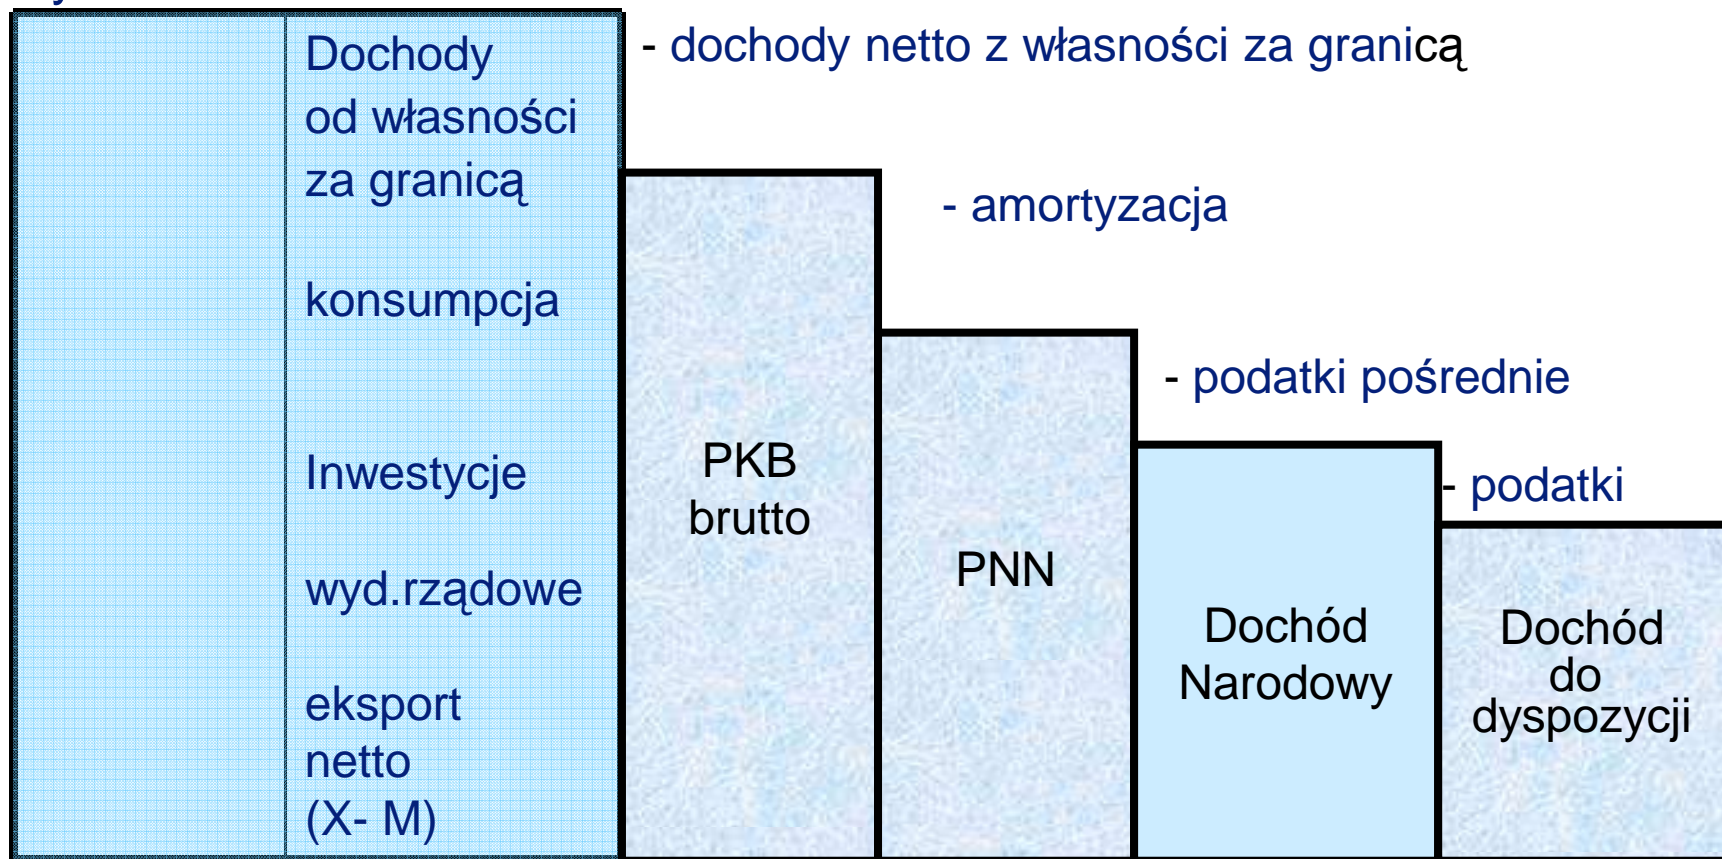 Dochody
od własności
za granicą
konsumpcja
Inwestycje
wyd.rządowe
eksport
netto
(X- M)
- dochody netto z własności za granicą
PKB
brutto
- amortyzacja
PNN
- podatki pośrednie
Dochód
Narodowy
- podatki
Dochód
do
dyspozycji